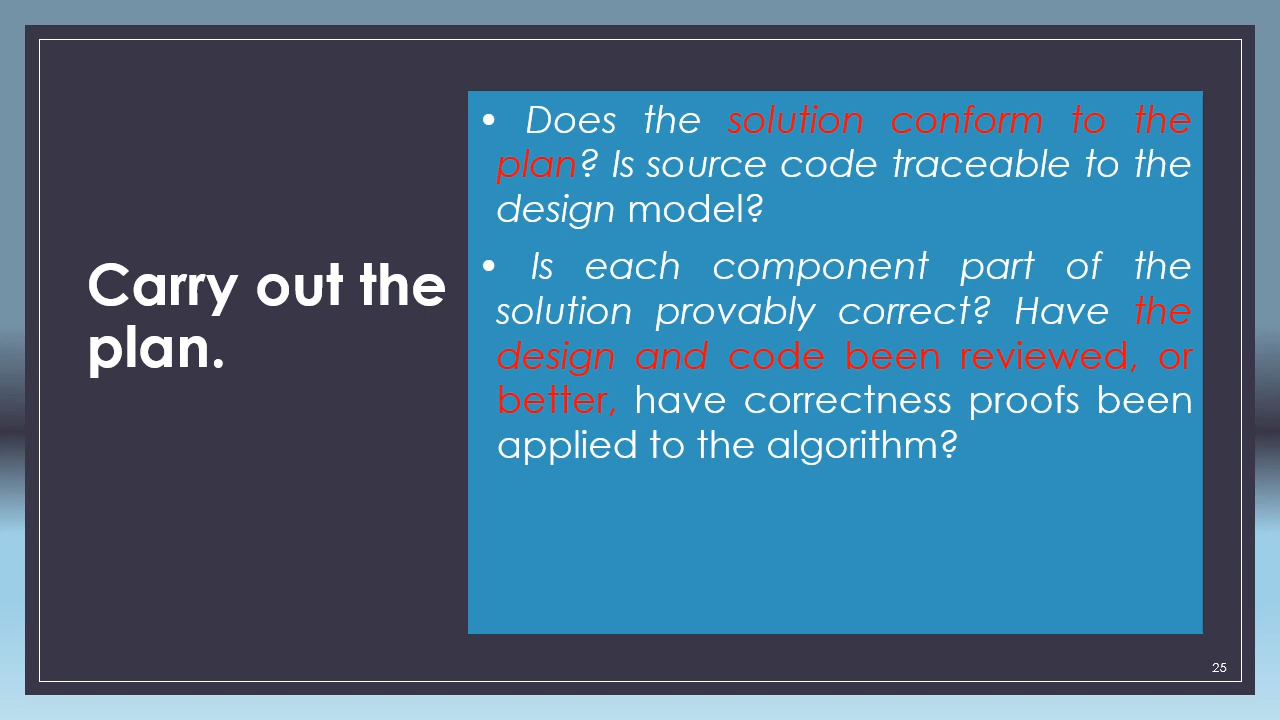 Carry out the
plan.
• Does the solution conform to the
plan? Is source code traceable to the
design model?
• Is each component part of the
solution provably correct? Have the
design and code been reviewed, or
better, have correctness proofs been
applied to the algorithm?
25